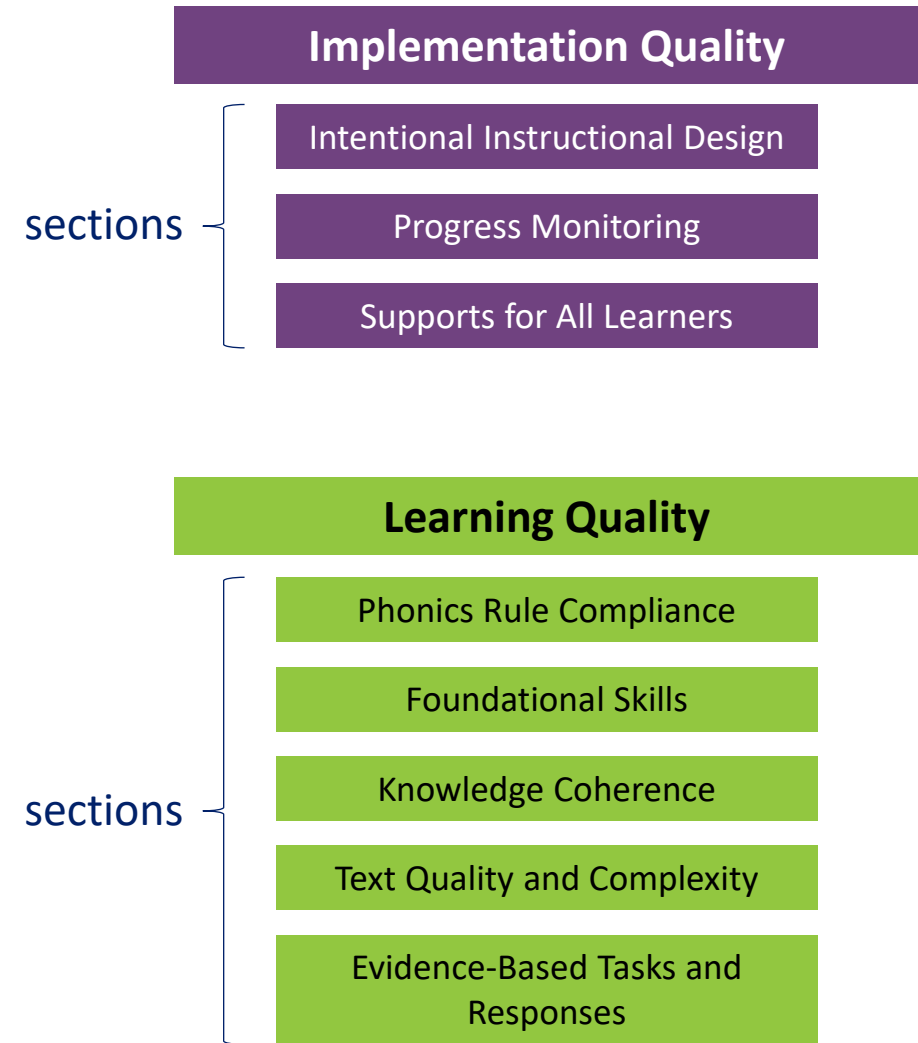 Implementation Quality
sections
Intentional Instructional Design
Progress Monitoring
Supports for All Learners
Learning Quality
sections
Phonics Rule Compliance
Foundational Skills
Knowledge Coherence
Text Quality and Complexity
Evidence-Based Tasks and
Responses